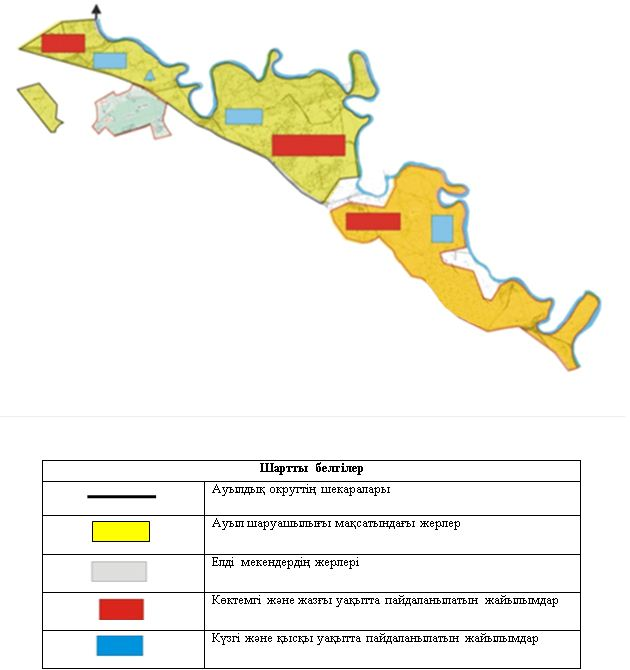 Шартты белгілер
Ауылдық округтің шекаралары
Ауыл шаруашылығы мақсатындағы жерлер
Елді мекендердің жерлері
Көктемгі және жазғы уақытта пайдаланылатын жайылымдар
Күзгі және қысқы уақытта пайдаланылатын жайылымдар